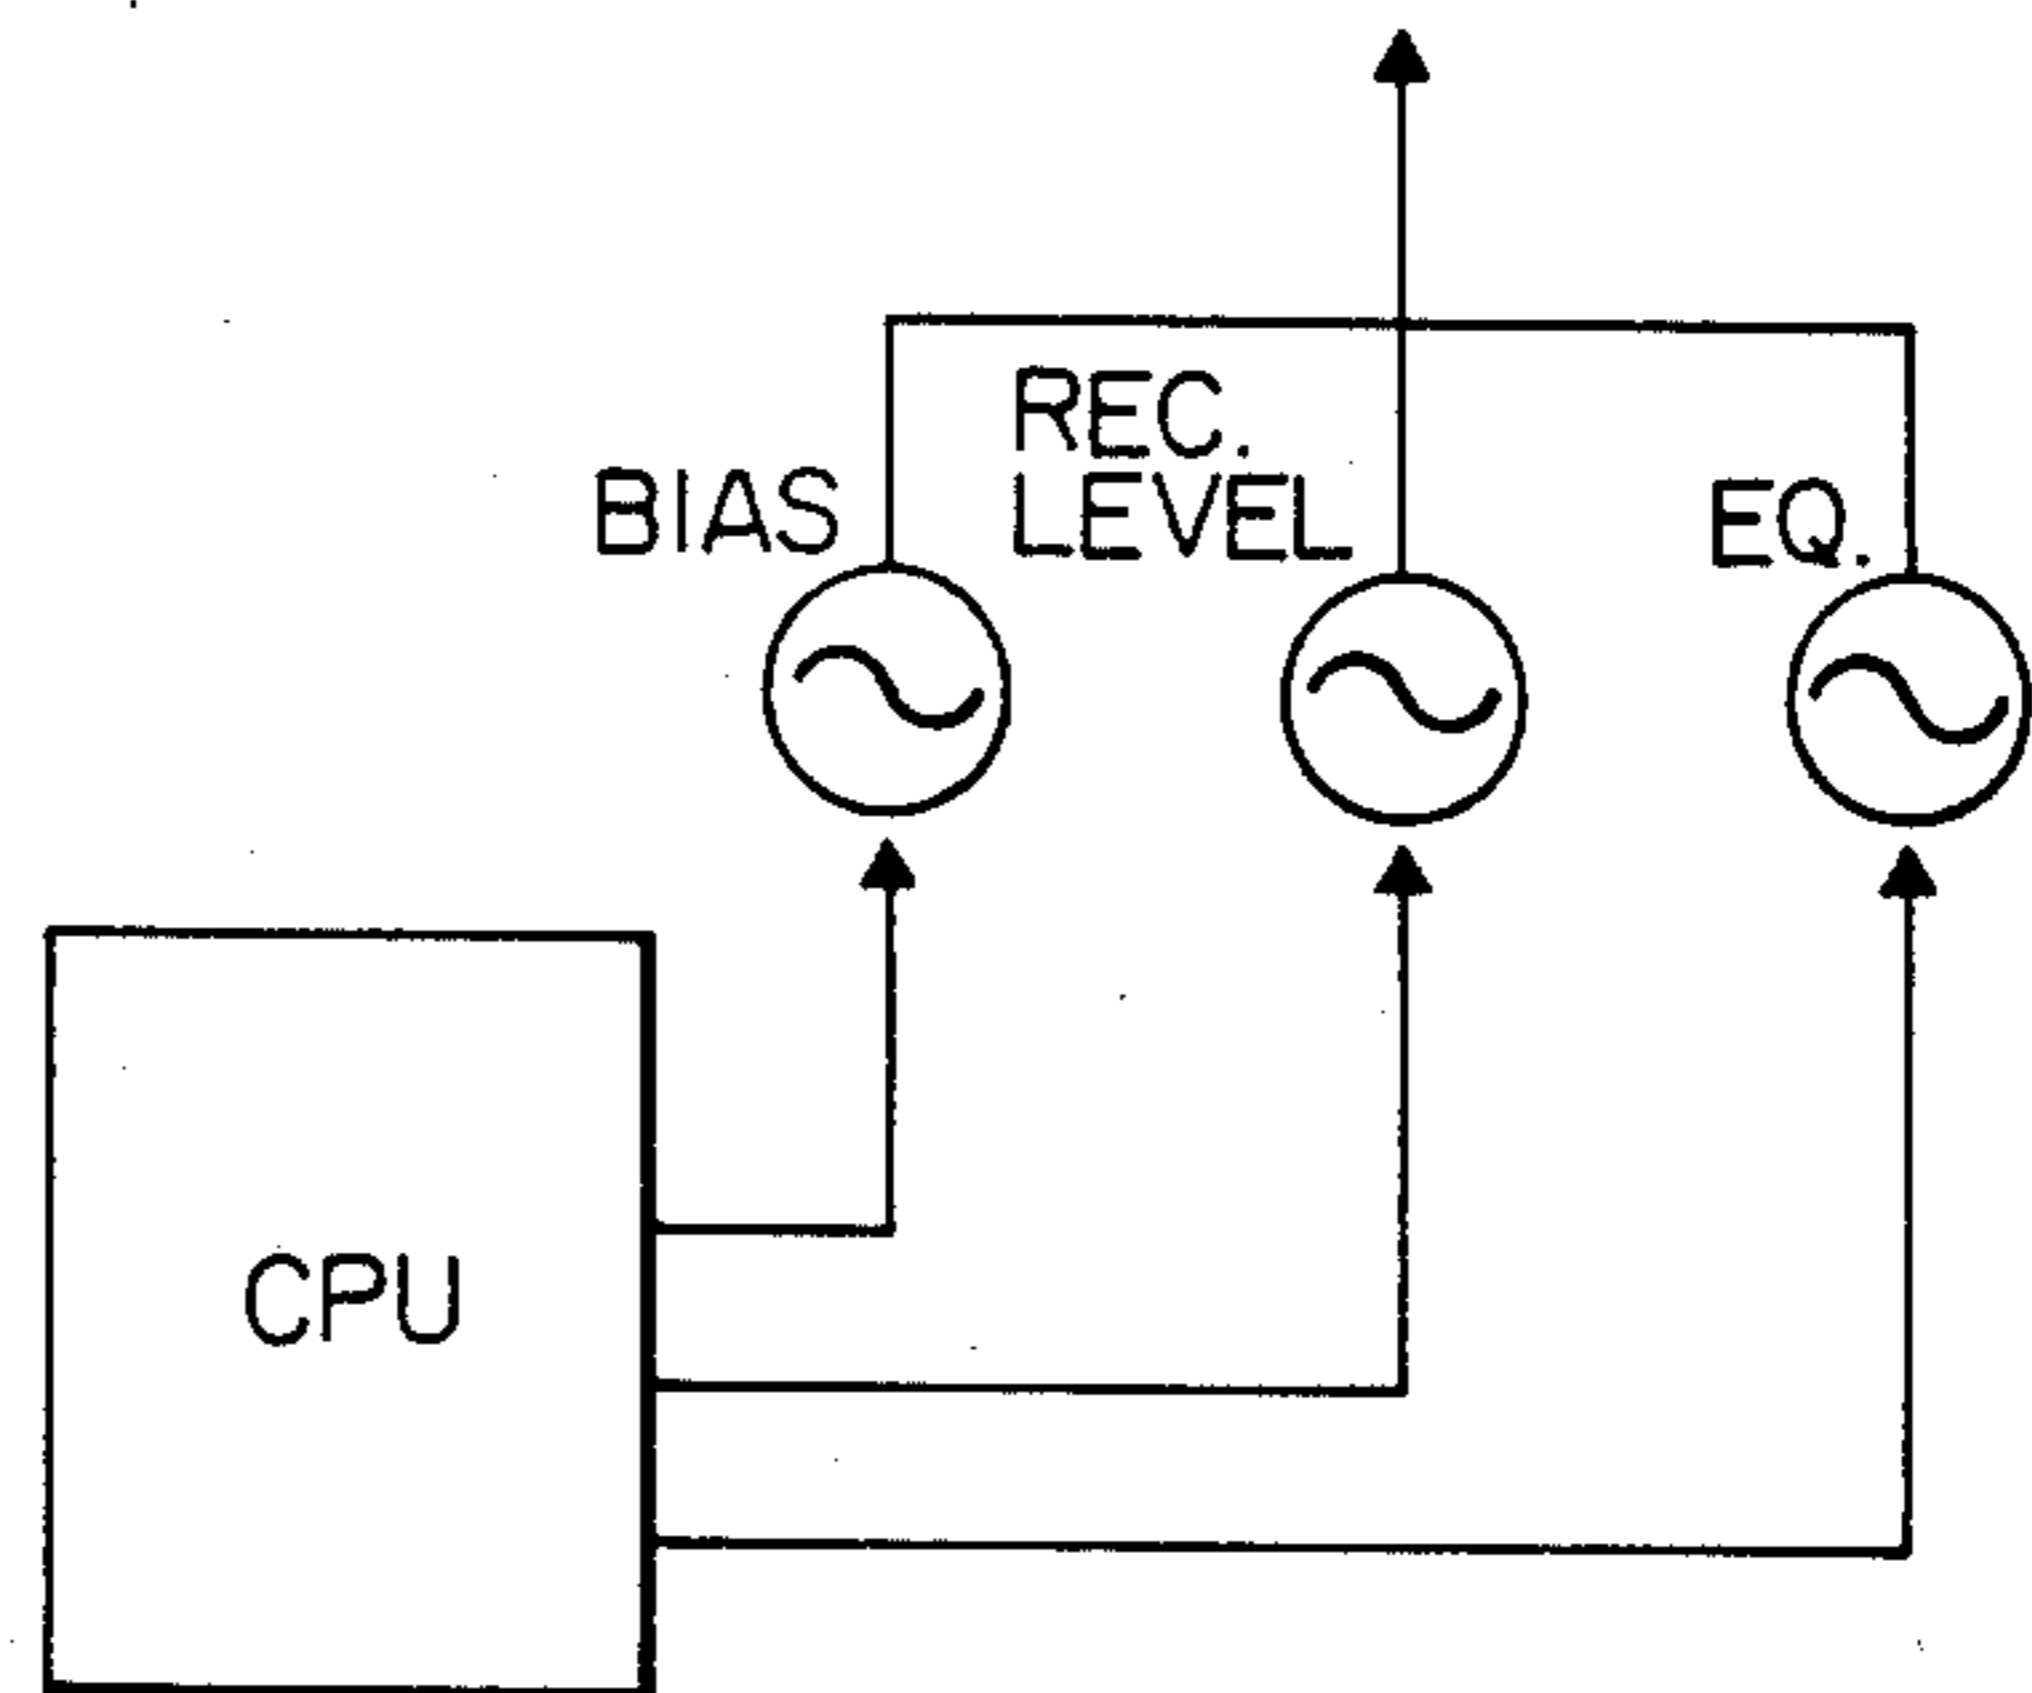 REC.
LEVEL
BIAS
EQ.
CPU